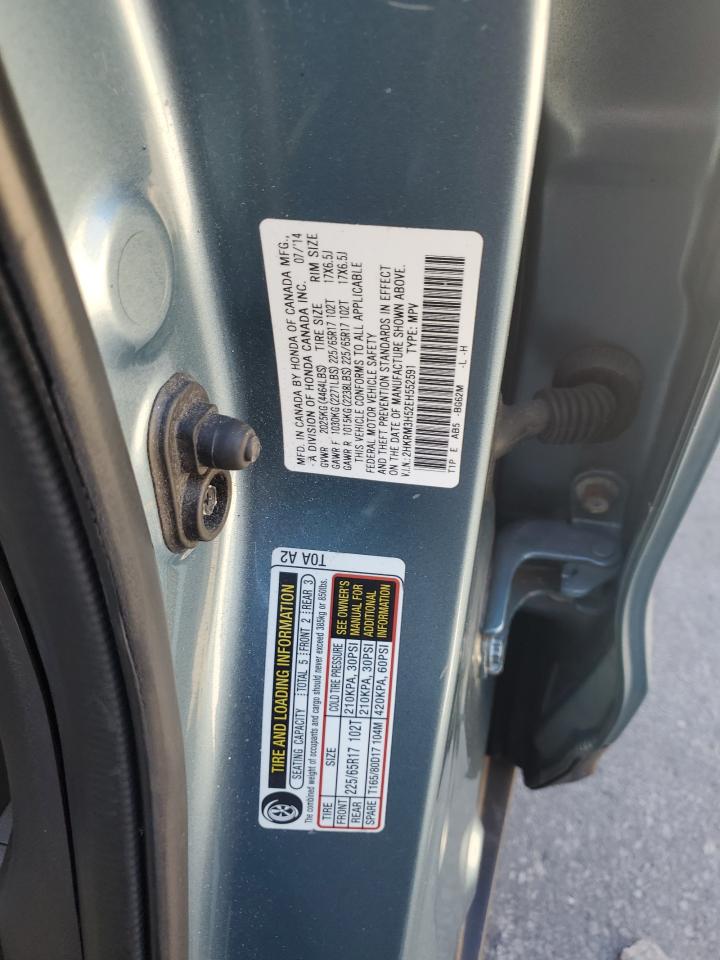 MFD. IN CANADA BY HONDA OF CANADA MFG.,
- A DIVISION OF HONDA CANADA INC. 07/'14
GVWR 2025KG(4464LBS) TIRE SIZE RIM SIZE
GAWR F 1030KG(2271LBS) 225/65R17 102T 17X6.5J
GAWR R 1015KG(2238LBS) 225/65R17 102T 17X6.5J
THIS VEHICLE CONFORMS TO ALL APPLICABLE
FEDERAL MOTOR VEHICLE SAFETY
AND THEFT PREVENTION STANDARDS IN EFFECT
ON THE DATE OF MANUFACTURE SHOWN ABOVE.
V.I.N.: 2HKRM3H52EH552391 TYPE: MPV
T1P E AB5 -BG62M -L -H
T0A A2
TIRE AND LOADING INFORMATION
SEATING CAPACITY TOTAL 5 FRONT 2 REAR 3
The combined weight of occupants and cargo should never exceed 385kg or 850lbs.
TIRE SIZE COLD TIRE PRESSURE SEE OWNER'S
FRONT 225/65R17 102T 210KPA, 30PSI MANUAL FOR
REAR 225/65R17 102T 210KPA, 30PSI ADDITIONAL
SPARE T165/80D17 104M 420KPA, 60PSI INFORMATION